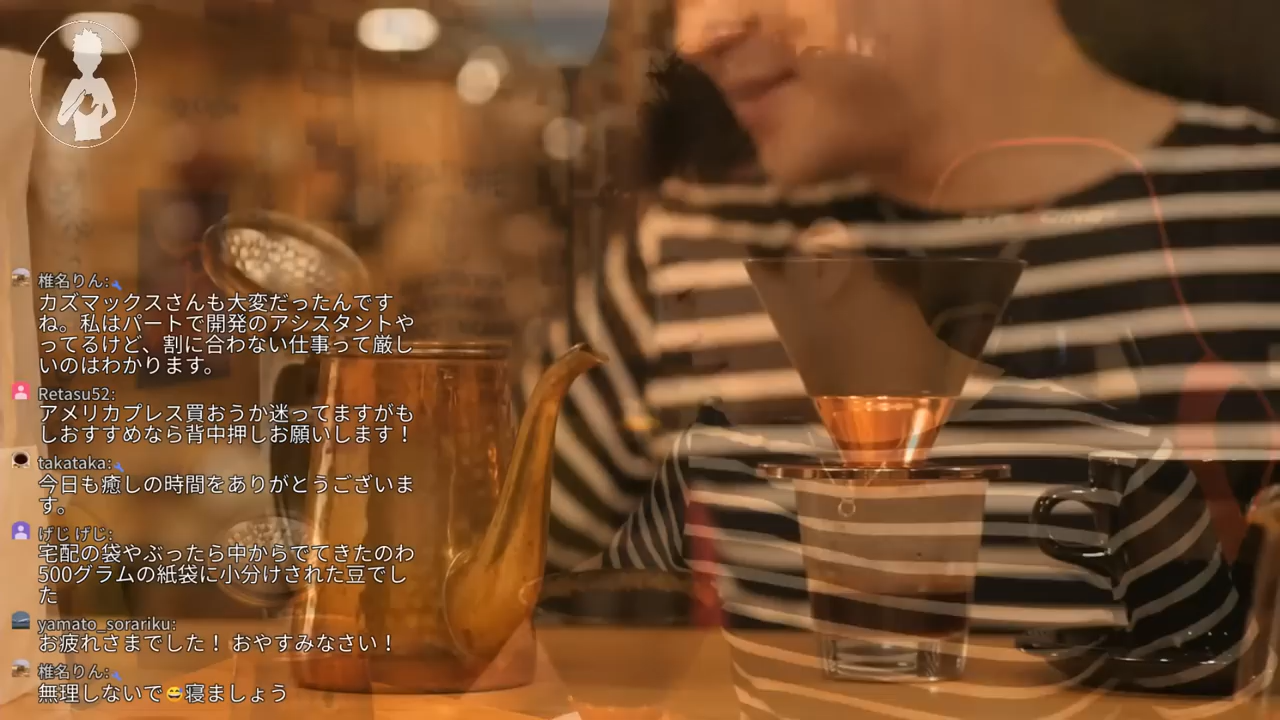 椎名りん:
カズマックスさんも大変だったんです
ね。私はパートで開発のアシスタントや
ってるけど、割に合わない仕事って厳し
いのはわかります。
Retasu52:
アメリカプレス買おうか迷ってますがも
しおすすめなら背中押しお願いします！
takataka:
今日も癒しの時間をありがとうございま
す。
げじ げじ:
宅配の袋やぶったら中からでてきたのわ
500グラムの紙袋に小分けされた豆でし
た
yamato_sorariku:
お疲れさまでした！ おやすみなさい！
椎名りん:
無理しないで😅寝ましょう